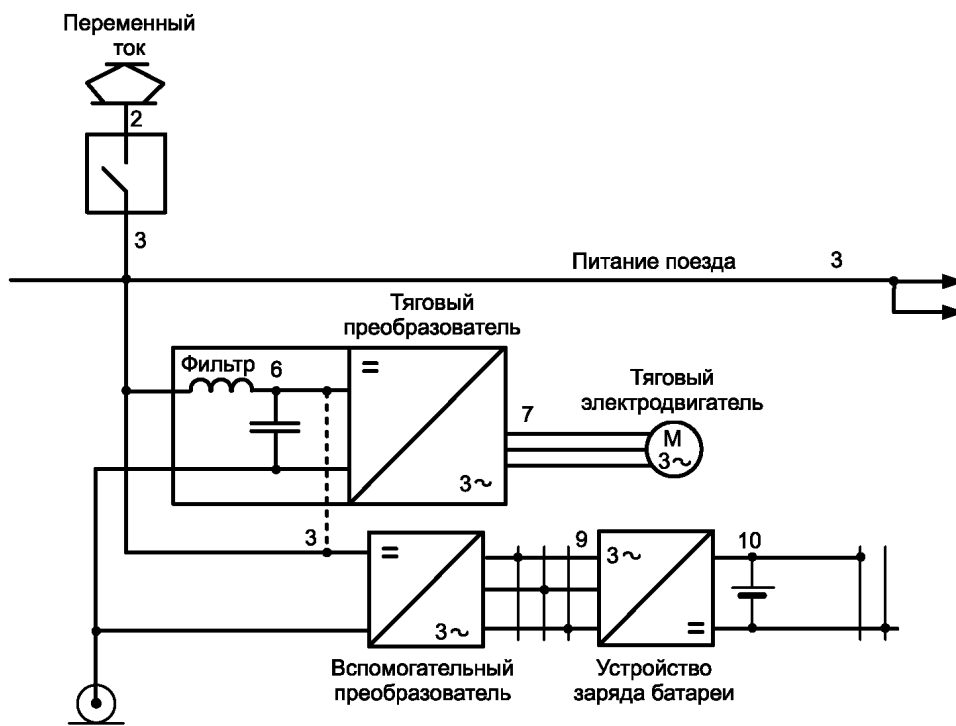 Переменный
ток
2
3
Питание поезда 3
Тяговый
преобразователь
Фильтр 6
=
3~
7
Тяговый
электродвигатель
М
3~
3
=
3~
9
3~
=
10
Вспомогательный
преобразователь
Устройство
заряда батареи